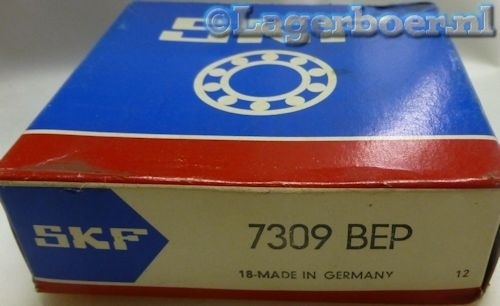 ©Lagerboer.nl
SKF
SKF
7309 BEP
18-MADE IN GERMANY
12